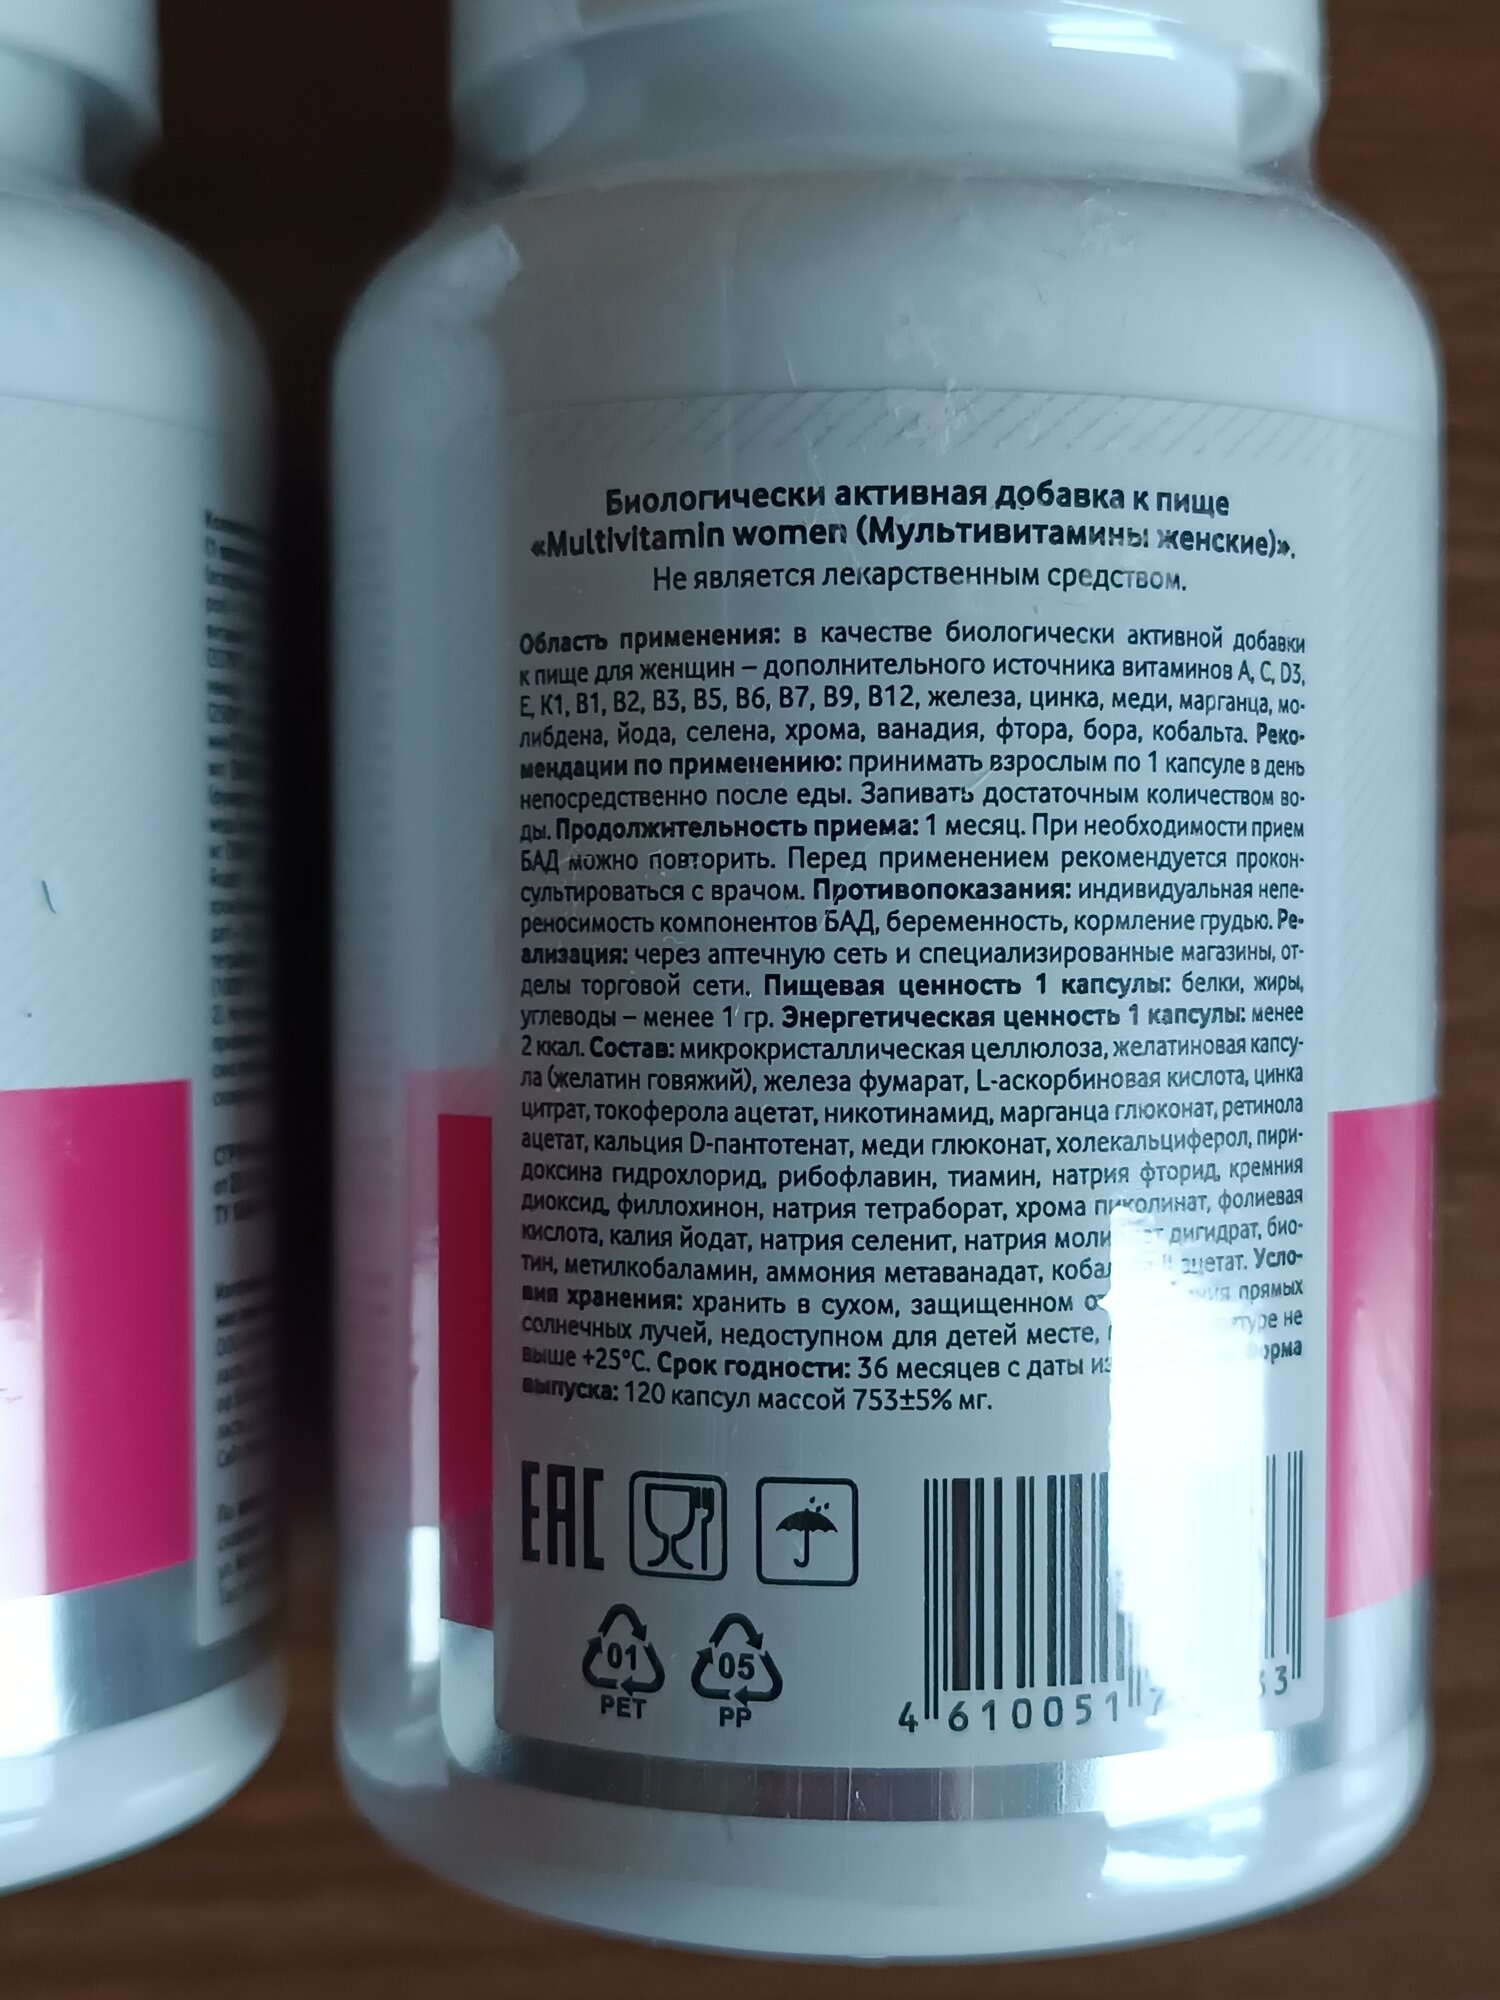 Биологически активная добавка к пище
«Multivitamin women (Мультивитамины женские)».
Не является лекарственным средством.
Область применения: в качестве биологически активной добавки
к пище для женщин – дополнительного источника витаминов A, C, D3,
E, K1, B1, B2, B3, B5, B6, B7, B9, B12, железа, цинка, меди, марганца, мо-
либдена, йода, селена, хрома, ванадия, фтора, бора, кобальта. Реко-
мендации по применению: принимать взрослым по 1 капсуле в день
непосредственно после еды. Запивать достаточным количеством во-
ды. Продолжительность приема: 1 месяц. При необходимости прием
БАД можно повторить. Перед применением рекомендуется прокон-
сультироваться с врачом. Противопоказания: индивидуальная непе-
реносимость компонентов БАД, беременность, кормление грудью. Ре-
ализация: через аптечную сеть и специализированные магазины, от-
делы торговой сети. Пищевая ценность 1 капсулы: белки, жиры,
углеводы – менее 1 гр. Энергетическая ценность 1 капсулы: менее
2 ккал. Состав: микрокристаллическая целлюлоза, желатиновая капсу-
ла (желатин говяжий), железа фумарат, L-аскорбиновая кислота, цинка
цитрат, токоферола ацетат, никотинамид, марганца глюконат, ретинола
ацетат, кальция D-пантотенат, меди глюконат, холекальциферол, пири-
доксина гидрохлорид, рибофлавин, тиамин, натрия фторид, кремния
диоксид, филлохинон, натрия тетраборат, хрома пиколинат, фолиевая
кислота, калия йодат, натрия селенит, натрия дигидрат, био-
тин, метилкобаламин, аммония метаванадат, ацетат. Усло-
вия хранения: хранить в сухом, защищенном прямых
солнечных лучей, недоступном для детей месте, не
выше +25°C. Срок годности: 36 месяцев с даты
выпуска: 120 капсул массой 753±5% мг.
EAC
01 05
PET PP
4 610051